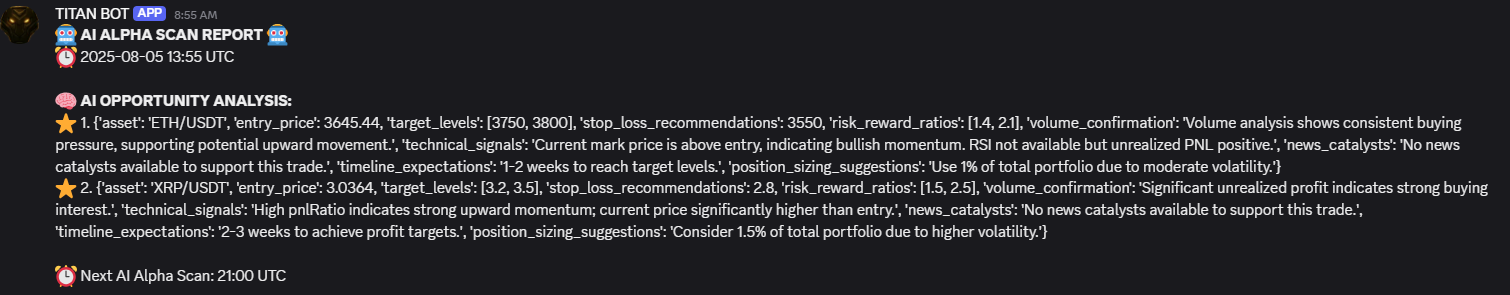 TITAN BOT APP 8:55 AM
🤖 AI ALPHA SCAN REPORT 🤖
⏰ 2025-08-05 13:55 UTC
🧠 AI OPPORTUNITY ANALYSIS:
⭐ 1. {'asset': 'ETH/USDT', 'entry_price': 3645.44, 'target_levels': [3750, 3800], 'stop_loss_recommendations': 3550, 'risk_reward_ratios': [1.4, 2.1], 'volume_confirmation': 'Volume analysis shows consistent buying
pressure, supporting potential upward movement.', 'technical_signals': 'Current mark price is above entry, indicating bullish momentum. RSI not available but unrealized PNL positive.', 'news_catalysts': 'No news
catalysts available to support this trade.', 'timeline_expectations': '1-2 weeks to reach target levels.', 'position_sizing_suggestions': 'Use 1% of total portfolio due to moderate volatility.'}
⭐ 2. {'asset': 'XRP/USDT', 'entry_price': 3.0364, 'target_levels': [3.2, 3.5], 'stop_loss_recommendations': 2.8, 'risk_reward_ratios': [1.5, 2.5], 'volume_confirmation': 'Significant unrealized profit indicates strong buying
interest.', 'technical_signals': 'High pnlRatio indicates strong upward momentum; current price significantly higher than entry.', 'news_catalysts': 'No news catalysts available to support this trade.',
'timeline_expectations': '2-3 weeks to achieve profit targets.', 'position_sizing_suggestions': 'Consider 1.5% of total portfolio due to higher volatility.'}
⏰ Next AI Alpha Scan: 21:00 UTC